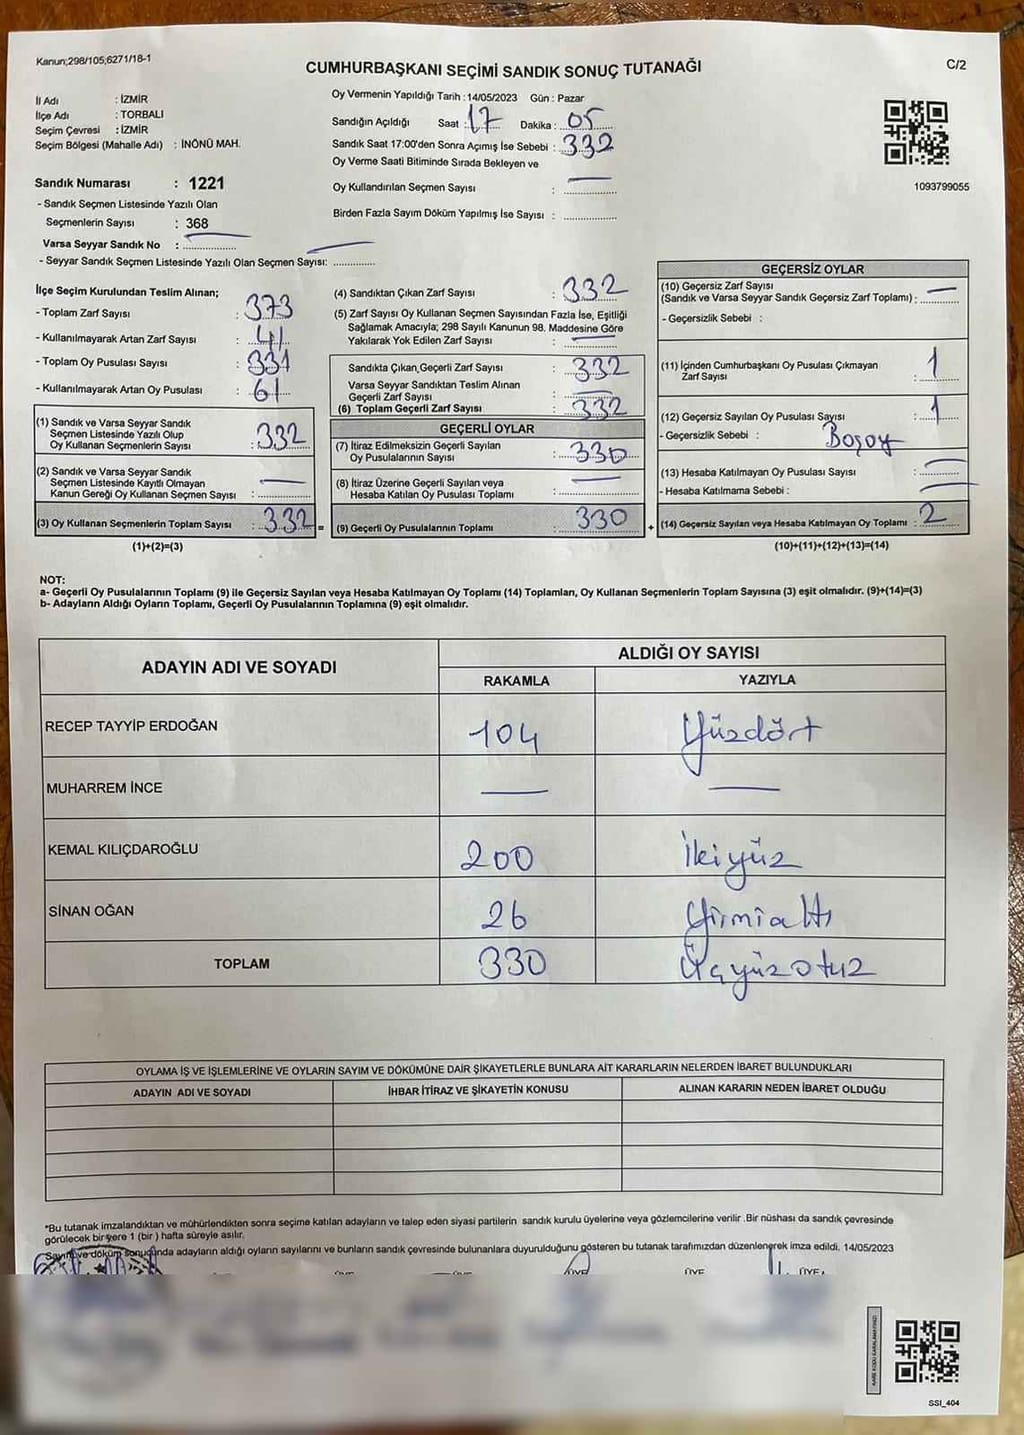 Kanun;298/105;6271/18-1
CUMHURBAŞKANI SEÇİMİ SANDIK SONUÇ TUTANAĞI
C/2
İl Adı : İZMİR
İlçe Adı : TORBALI
Seçim Çevresi : İZMİR
Seçim Bölgesi (Mahalle Adı) : İNÖNÜ MAH.
Sandık Numarası : 1221
- Sandık Seçmen Listesinde Yazılı Olan
Seçmenlerin Sayısı : 368
Varsa Seyyar Sandık No : —
- Seyyar Sandık Seçmen Listesinde Yazılı Olan Seçmen Sayısı: —
Oy Vermenin Yapıldığı Tarih : 14/05/2023 Gün : Pazar
Sandığın Açıldığı Saat : 17 Dakika : 05
Sandık Saat 17:00'den Sonra Açımış İse Sebebi : 332
Oy Verme Saati Bitiminde Sırada Bekleyen ve
Oy Kullandırılan Seçmen Sayısı : —
Birden Fazla Sayım Döküm Yapılmış İse Sayısı :
1093799055
İlçe Seçim Kurulundan Teslim Alınan;
- Toplam Zarf Sayısı : 373
- Kullanılmayarak Artan Zarf Sayısı : 41
- Toplam Oy Pusulası Sayısı :
- Kullanılmayarak Artan Oy Pusulası : 61
(1) Sandık ve Varsa Seyyar Sandık
Seçmen Listesinde Yazılı Olup
Oy Kullanan Seçmenlerin Sayısı : 332
(2) Sandık ve Varsa Seyyar Sandık
Seçmen Listesinde Kayıtlı Olmayan
Kanun Gereği Oy Kullanan Seçmen Sayısı : —
(3) Oy Kullanan Seçmenlerin Toplam Sayısı : 332 =
(1)+(2)=(3)
(4) Sandıktan Çıkan Zarf Sayısı : 332
(5) Zarf Sayısı Oy Kullanan Seçmen Sayısından Fazla İse, Eşitliği
Sağlamak Amacıyla; 298 Sayılı Kanunun 98. Maddesine Göre
Yakılarak Yok Edilen Zarf Sayısı : —
Sandıkta Çıkan Geçerli Zarf Sayısı : 332
Varsa Seyyar Sandıktan Teslim Alınan
Geçerli Zarf Sayısı : —
(6) Toplam Geçerli Zarf Sayısı : 332
GEÇERLİ OYLAR
(7) İtiraz Edilmeksizin Geçerli Sayılan
Oy Pusulalarının Sayısı : 330
(8) İtiraz Üzerine Geçerli Sayılan veya
Hesaba Katılan Oy Pusulası Toplamı : —
(9) Geçerli Oy Pusulalarının Toplamı : 330 +
GEÇERSİZ OYLAR
(10) Geçersiz Zarf Sayısı
(Sandık ve Varsa Seyyar Sandık Geçersiz Zarf Toplamı) : —
- Geçersizlik Sebebi :
(11) İçinden Cumhurbaşkanı Oy Pusulası Çıkmayan
Zarf Sayısı : 1
(12) Geçersiz Sayılan Oy Pusulası Sayısı : 1
- Geçersizlik Sebebi : Boşoy
(13) Hesaba Katılmayan Oy Pusulası Sayısı : —
- Hesaba Katılmama Sebebi : —
(14) Geçersiz Sayılan veya Hesaba Katılmayan Oy Toplamı : 2
(10)+(11)+(12)+(13)=(14)
NOT:
a- Geçerli Oy Pusulalarının Toplamı (9) ile Geçersiz Sayılan veya Hesaba Katılmayan Oy Toplamı (14) Toplamları, Oy Kullanan Seçmenlerin Toplam Sayısına (3) eşit olmalıdır. (9)+(14)=(3)
b- Adayların Aldığı Oyların Toplamı, Geçerli Oy Pusulalarının Toplamına (9) eşit olmalıdır.
ADAYIN ADI VE SOYADI
ALDIĞI OY SAYISI
RAKAMLA YAZIYLA
RECEP TAYYİP ERDOĞAN 104 Yüzdört
MUHARREM İNCE — —
KEMAL KILIÇDAROĞLU 200 İkiyüz
SİNAN OĞAN 26 Yirmialtı
TOPLAM 330 Üçyüzotuz
OYLAMA İŞ VE İŞLEMLERİNE VE OYLARIN SAYIM VE DÖKÜMÜNE DAİR ŞİKAYETLERLE BUNLARA AİT KARARLARIN NELERDEN İBARET BULUNDUKLARI
ADAYIN ADI VE SOYADI İHBAR İTİRAZ VE ŞİKAYETİN KONUSU ALINAN KARARIN NEDEN İBARET OLDUĞU
*Bu tutanak imzalandıktan ve mühürlendikten sonra seçime katılan adayların ve talep eden siyasi partilerin sandık kurulu üyelerine veya gözlemcilerine verilir .Bir nüshası da sandık çevresinde
görülecek bir yere 1 (bir ) hafta süreyle asılır.
Sayım ve döküm sonucunda adayların aldığı oyların sayılarını ve bunların sandık çevresinde bulunanlara duyurulduğunu gösteren bu tutanak tarafımızdan düzenlenerek imza edildi. 14/05/2023
ÜYE ÜYE ÜYE ÜYE ÜYE
SSI_404